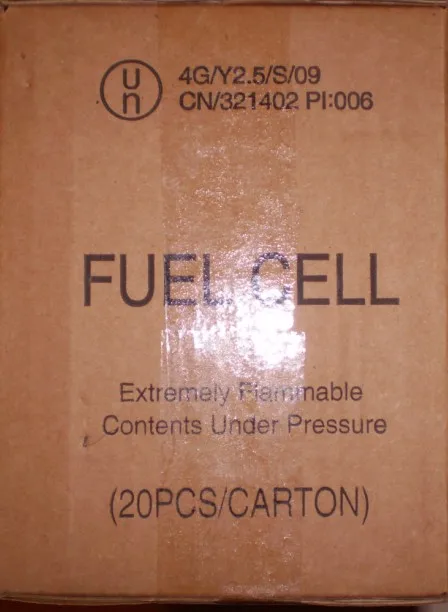 un 4G/Y2.5/S/09
CN/321402 PI:006
FUEL CELL
Extremely Flammable
Contents Under Pressure
(20PCS/CARTON)